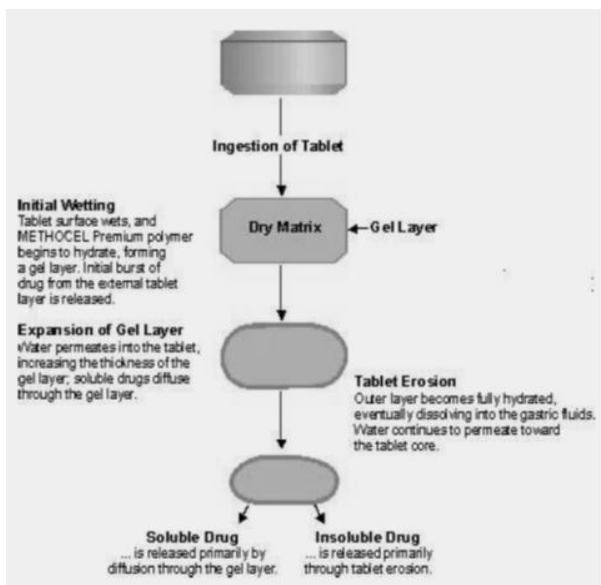 Ingestion of Tablet
Initial Wetting
Tablet surface wets, and
METHOCEL Premium polymer
begins to hydrate, forming
a gel layer. Initial burst of
drug from the external tablet
layer is released.
Dry Matrix
Gel Layer
Expansion of Gel Layer
Water permeates into the tablet,
increasing the thickness of the
gel layer; soluble drugs diffuse
through the gel layer.
Tablet Erosion
Outer layer becomes fully hydrated,
eventually dissolving into the gastric fluids.
Water continues to permeate toward
the tablet core.
Soluble Drug
... is released primarily by
diffusion through the gel layer.
Insoluble Drug
... is released primarily
through tablet erosion.